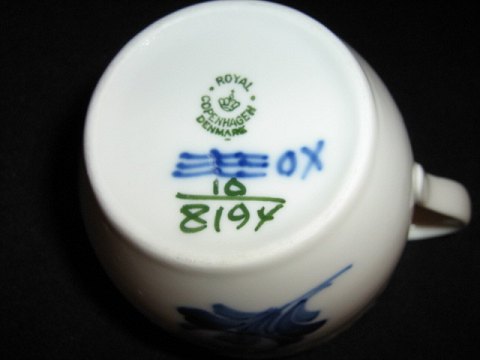 ROYAL
COPENHAGEN
DENMARK
OX
10
8194